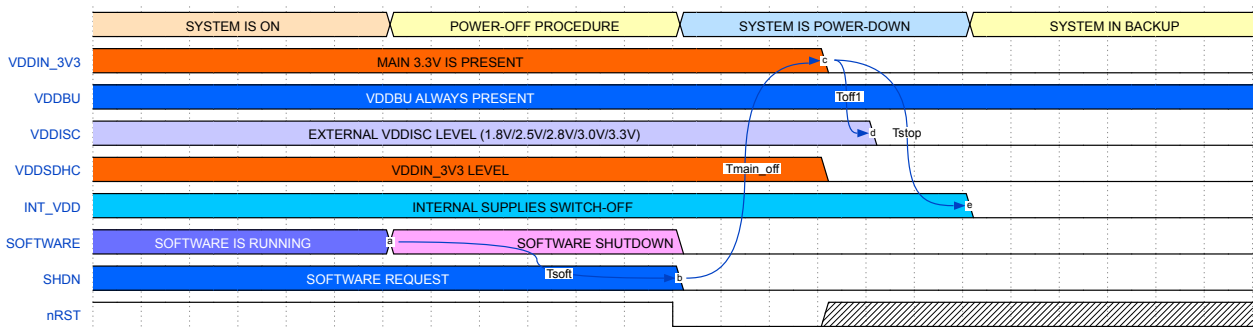 SYSTEM IS ON POWER-OFF PROCEDURE SYSTEM IS POWER-DOWN SYSTEM IN BACKUP
VDDIN_3V3 MAIN 3.3V IS PRESENT c
VDDBU VDDBU ALWAYS PRESENT Toff1
VDDISC EXTERNAL VDDISC LEVEL (1.8V/2.5V/2.8V/3.0V/3.3V) d Tstop
VDDSDHC VDDIN_3V3 LEVEL Tmain_off
INT_VDD INTERNAL SUPPLIES SWITCH-OFF e
SOFTWARE SOFTWARE IS RUNNING a SOFTWARE SHUTDOWN
SHDN SOFTWARE REQUEST Tsoft b
nRST